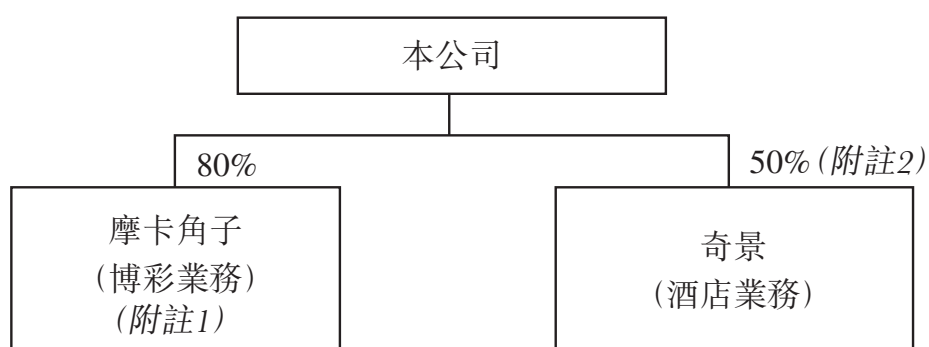 本公司
80%
50%(附註2)
摩卡角子
(博彩業務)
(附註1)
奇景
(酒店業務)